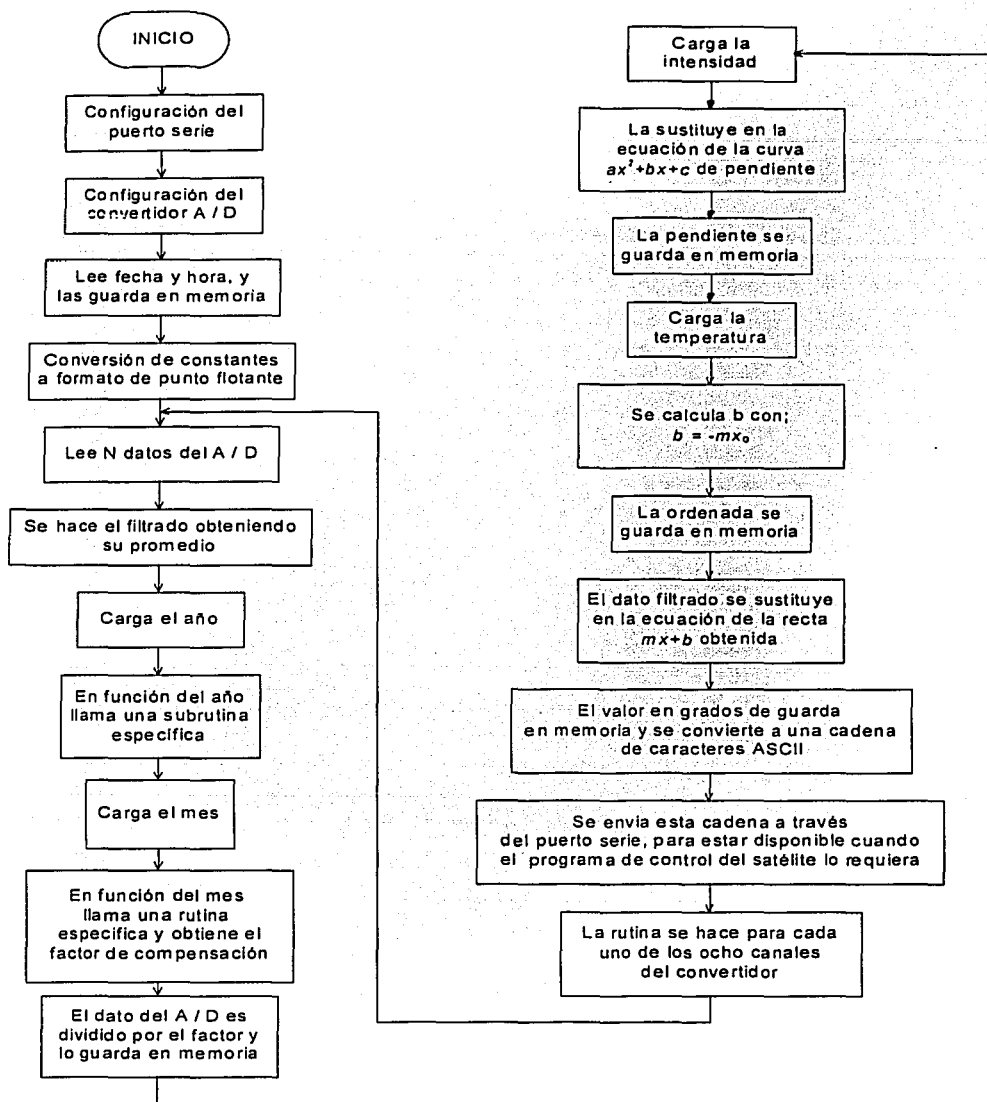 INICIO
Configuración del
puerto serie
Configuración del
convertidor A / D
Lee fecha y hora, y
las guarda en memoria
Conversión de constantes
a formato de punto flotante
Lee N datos del A / D
Se hace el filtrado obteniendo
su promedio
Carga el año
En función del año
llama una subrutina
específica
Carga el mes
En función del mes
llama una rutina
específica y obtiene el
factor de compensación
El dato del A / D es
dividido por el factor y
lo guarda en memoria
Carga la
intensidad
La sustituye en la
ecuación de la curva
ax²+bx+c de pendiente
La pendiente se
guarda en memoria
Carga la
temperatura
Se calcula b con;
b = -mx₀
La ordenada se
guarda en memoria
El dato filtrado se sustituye
en la ecuación de la recta
mx+b obtenida
El valor en grados de guarda
en memoria y se convierte a una cadena
de caracteres ASCII
Se envia esta cadena a través
del puerto serie, para estar disponible cuando
el programa de control del satélite lo requiera
La rutina se hace para cada
uno de los ocho canales
del convertidor